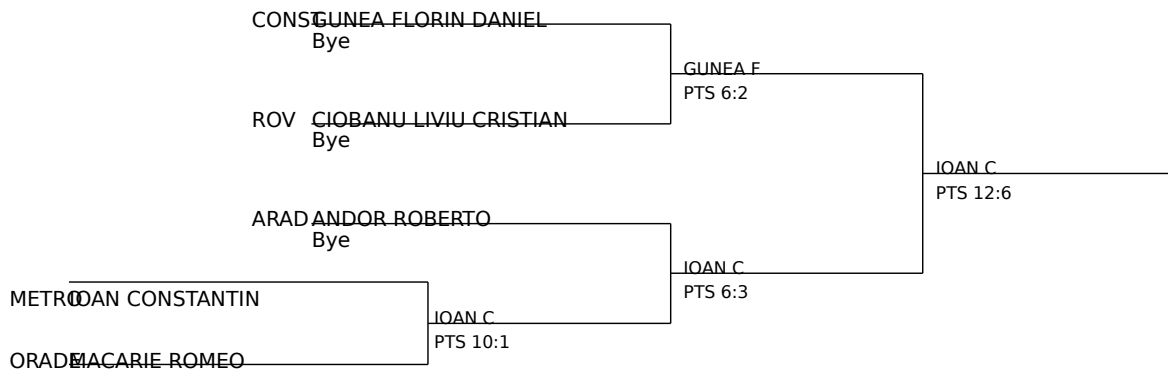 CONST GUNEA FLORIN DANIEL
Bye
GUNEA F
PTS 6:2
ROV CIOBANU LIVIU CRISTIAN
Bye
IOAN C
PTS 12:6
ARAD ANDOR ROBERTO
Bye
IOAN C
PTS 6:3
METRO IOAN CONSTANTIN
IOAN C
PTS 10:1
ORADE MACARIE ROMEO